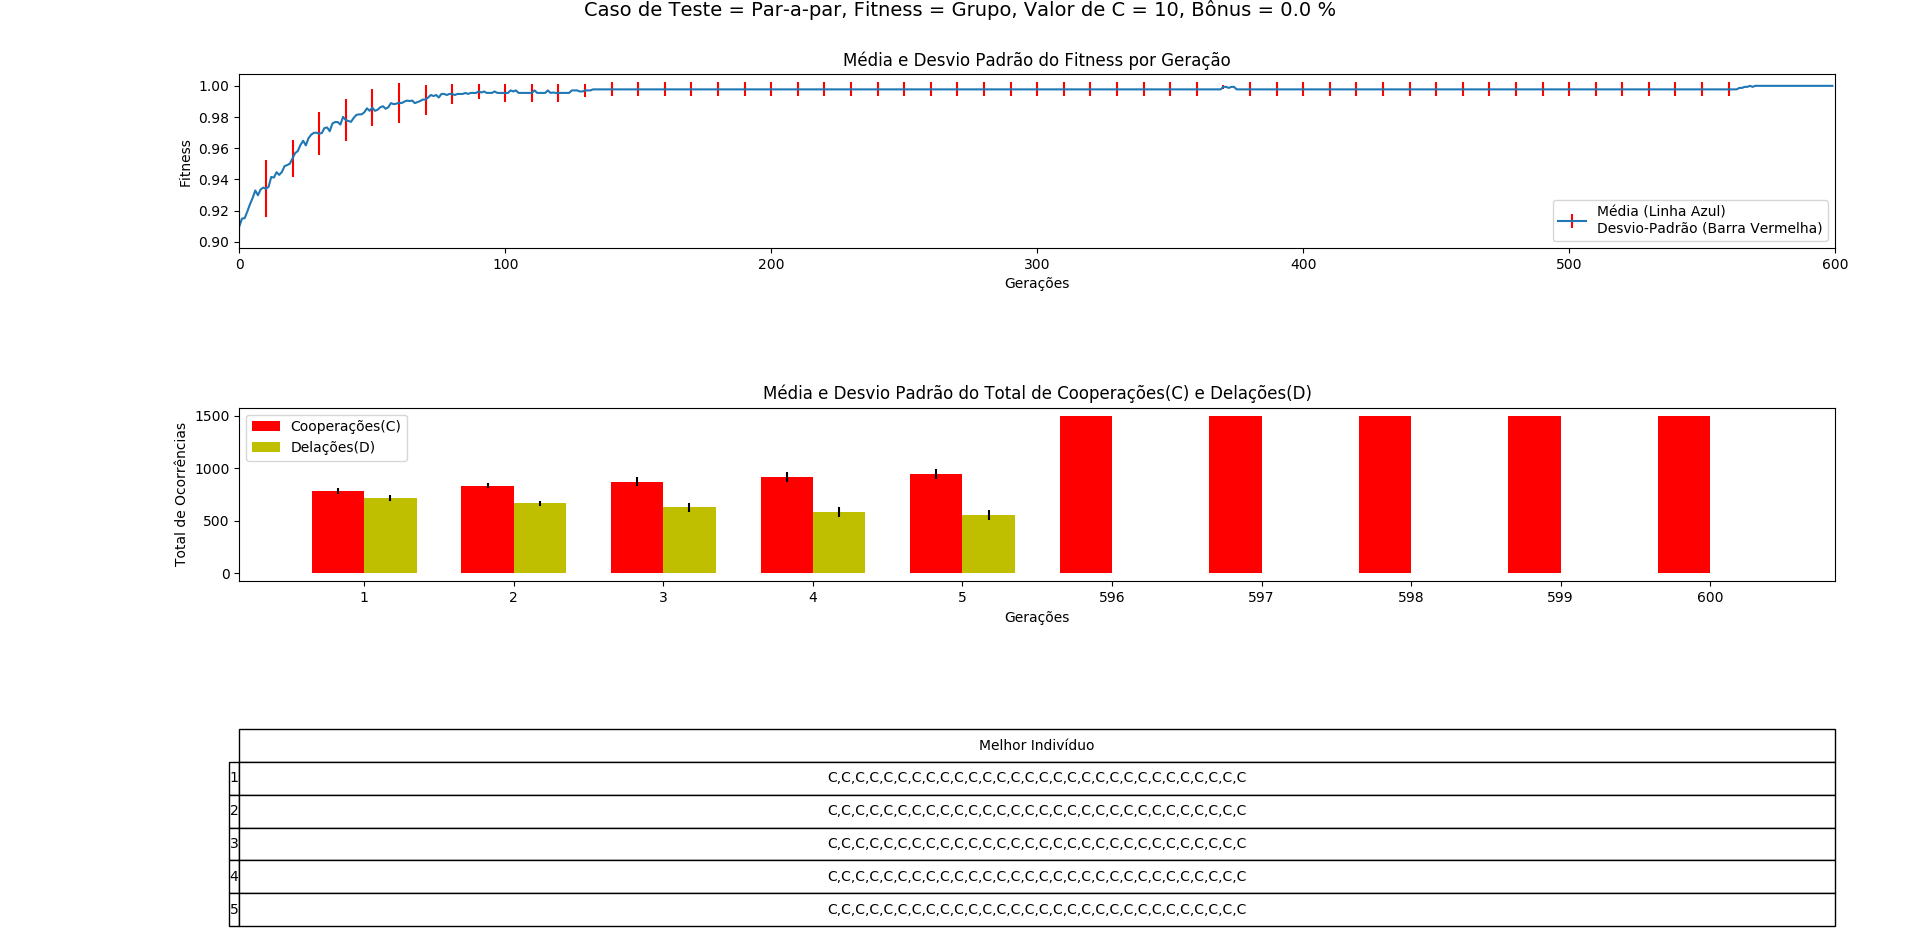 Caso de Teste = Par-a-par, Fitness = Grupo, Valor de C = 10, Bônus = 0.0 %
Média e Desvio Padrão do Fitness por Geração
1.00
0.98
0.96
0.94
0.92
0.90
Fitness
Média (Linha Azul)
Desvio-Padrão (Barra Vermelha)
0 100 200 300 400 500 600
Gerações
Média e Desvio Padrão do Total de Cooperações(C) e Delações(D)
1500
1000
500
0
Total de Ocorrências
Cooperações(C)
Delações(D)
1 2 3 4 5 596 597 598 599 600
Gerações
Melhor Indivíduo
1 C,C,C,C,C,C,C,C,C,C,C,C,C,C,C,C,C,C,C,C,C,C,C,C,C,C,C,C,C,C
2 C,C,C,C,C,C,C,C,C,C,C,C,C,C,C,C,C,C,C,C,C,C,C,C,C,C,C,C,C,C
3 C,C,C,C,C,C,C,C,C,C,C,C,C,C,C,C,C,C,C,C,C,C,C,C,C,C,C,C,C,C
4 C,C,C,C,C,C,C,C,C,C,C,C,C,C,C,C,C,C,C,C,C,C,C,C,C,C,C,C,C,C
5 C,C,C,C,C,C,C,C,C,C,C,C,C,C,C,C,C,C,C,C,C,C,C,C,C,C,C,C,C,C